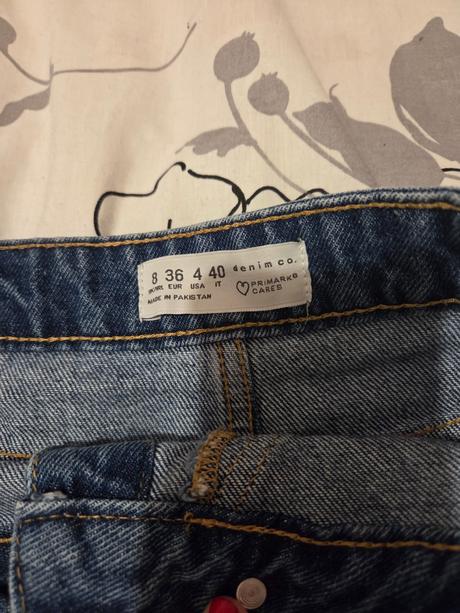 8 36 4 40 denim co.
UK/IRL EUR USA IT PRIMARK
MADE IN PAKISTAN CARES